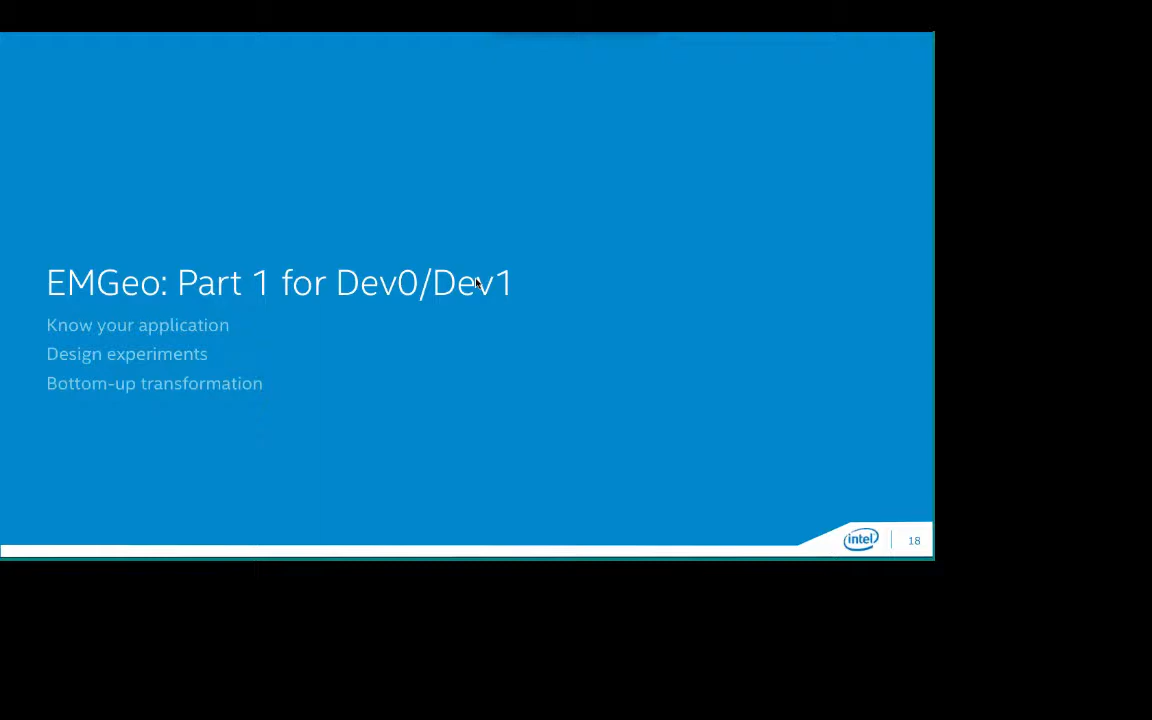 EMGeo: Part 1 for Dev0/Dev1
Know your application
Design experiments
Bottom-up transformation
intel
18